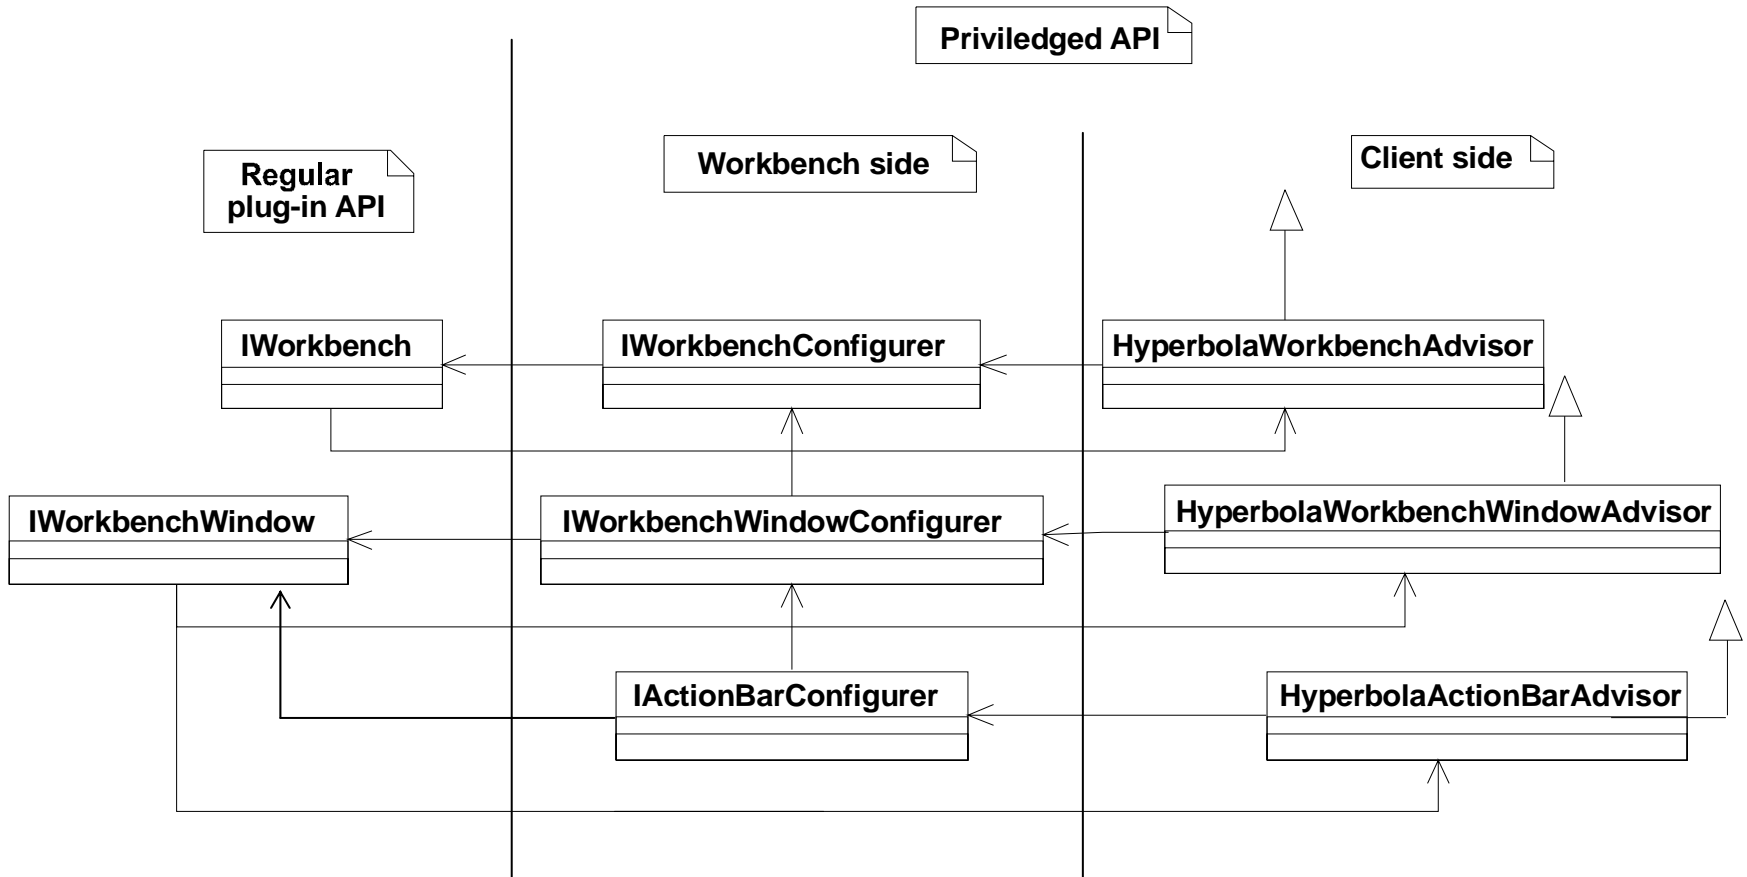 Priviledged API
Regular
plug-in API
Workbench side
Client side
IWorkbench
IWorkbenchConfigurer
HyperbolaWorkbenchAdvisor
IWorkbenchWindow
IWorkbenchWindowConfigurer
HyperbolaWorkbenchWindowAdvisor
IActionBarConfigurer
HyperbolaActionBarAdvisor